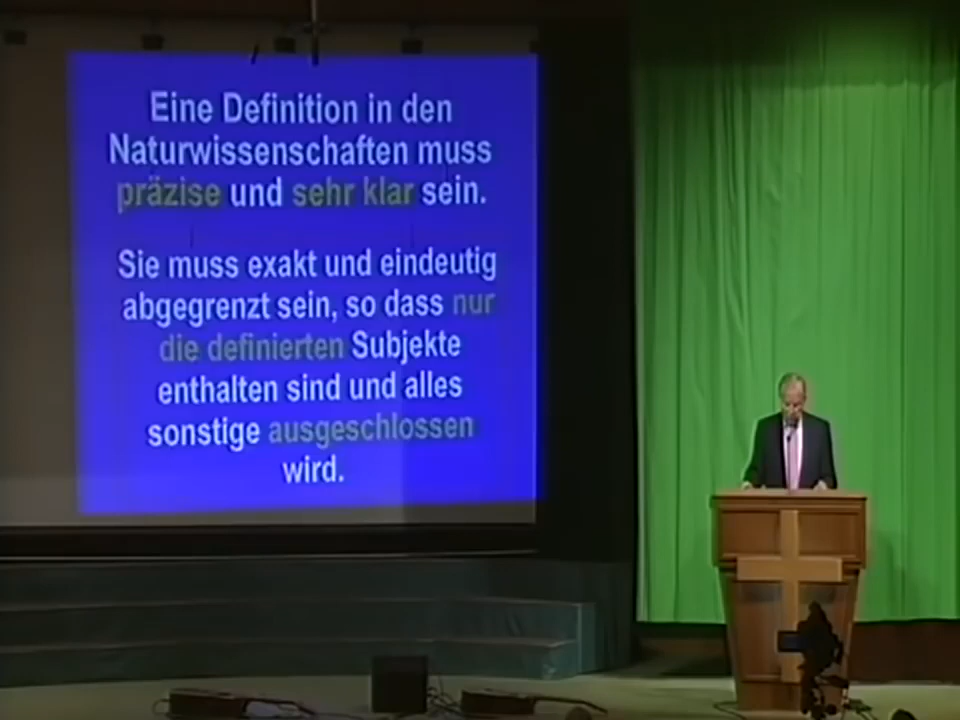 Eine Definition in den
Naturwissenschaften muss
präzise und sehr klar sein.
Sie muss exakt und eindeutig
abgegrenzt sein, so dass nur
die definierten Subjekte
enthalten sind und alles
sonstige ausgeschlossen
wird.